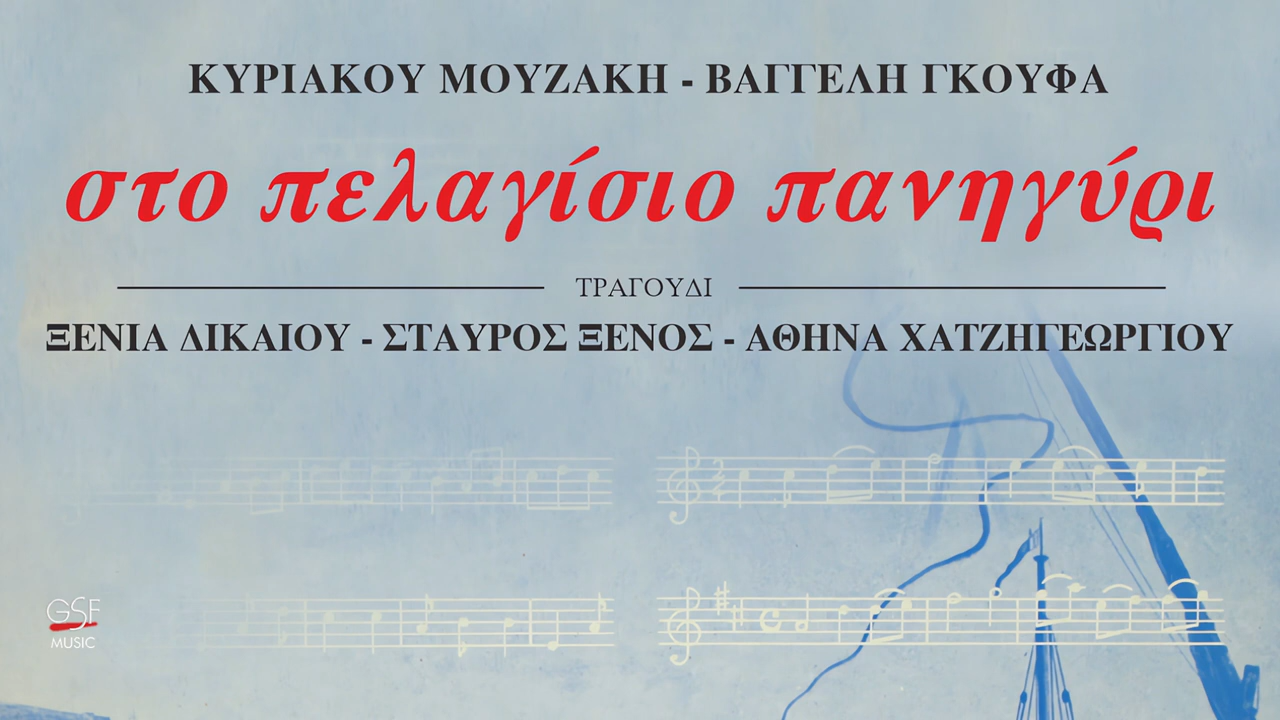 ΚΥΡΙΑΚΟΥ ΜΟΥΖΑΚΗ - ΒΑΓΓΕΛΗ ΓΚΟΥΦΑ
στο πελαγίσιο πανηγύρι
ΤΡΑΓΟΥΔΙ
ΞΕΝΙΑ ΔΙΚΑΙΟΥ - ΣΤΑΥΡΟΣ ΞΕΝΟΣ - ΑΘΗΝΑ ΧΑΤΖΗΓΕΩΡΓΙΟΥ
GSF
MUSIC